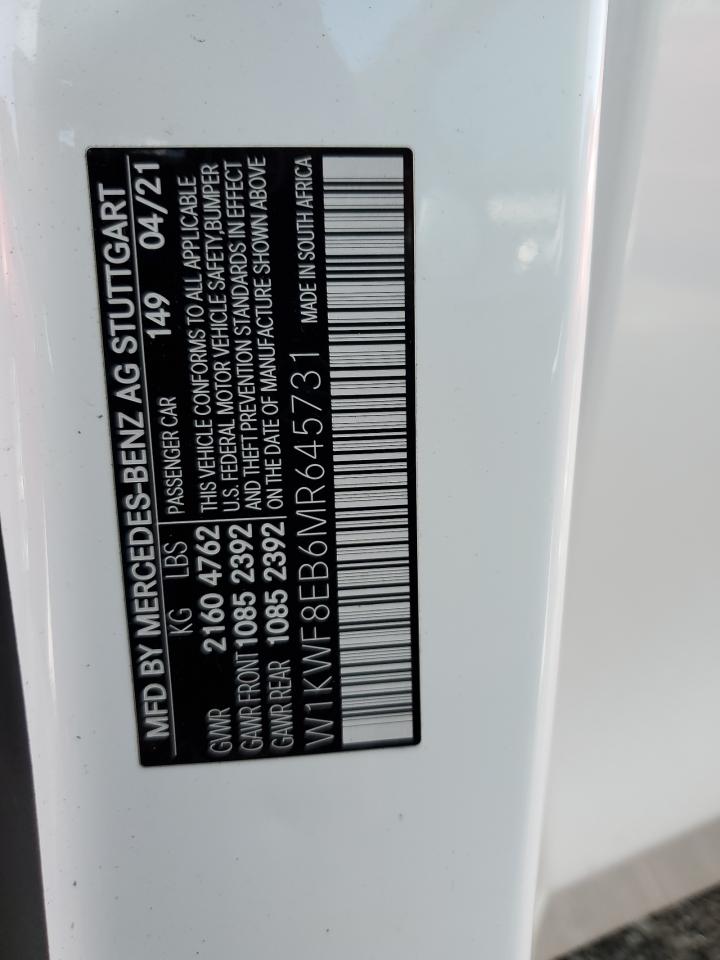 MFD BY MERCEDES-BENZ AG STUTTGART
KG LBS PASSENGER CAR 149 04/21
GVWR 2160 4762 THIS VEHICLE CONFORMS TO ALL APPLICABLE
GAWR FRONT 1085 2392 U.S. FEDERAL MOTOR VEHICLE SAFETY,BUMPER
GAWR REAR 1085 2392 AND THEFT PREVENTION STANDARDS IN EFFECT
ON THE DATE OF MANUFACTURE SHOWN ABOVE
W1KWF8EB6MR645731 MADE IN SOUTH AFRICA